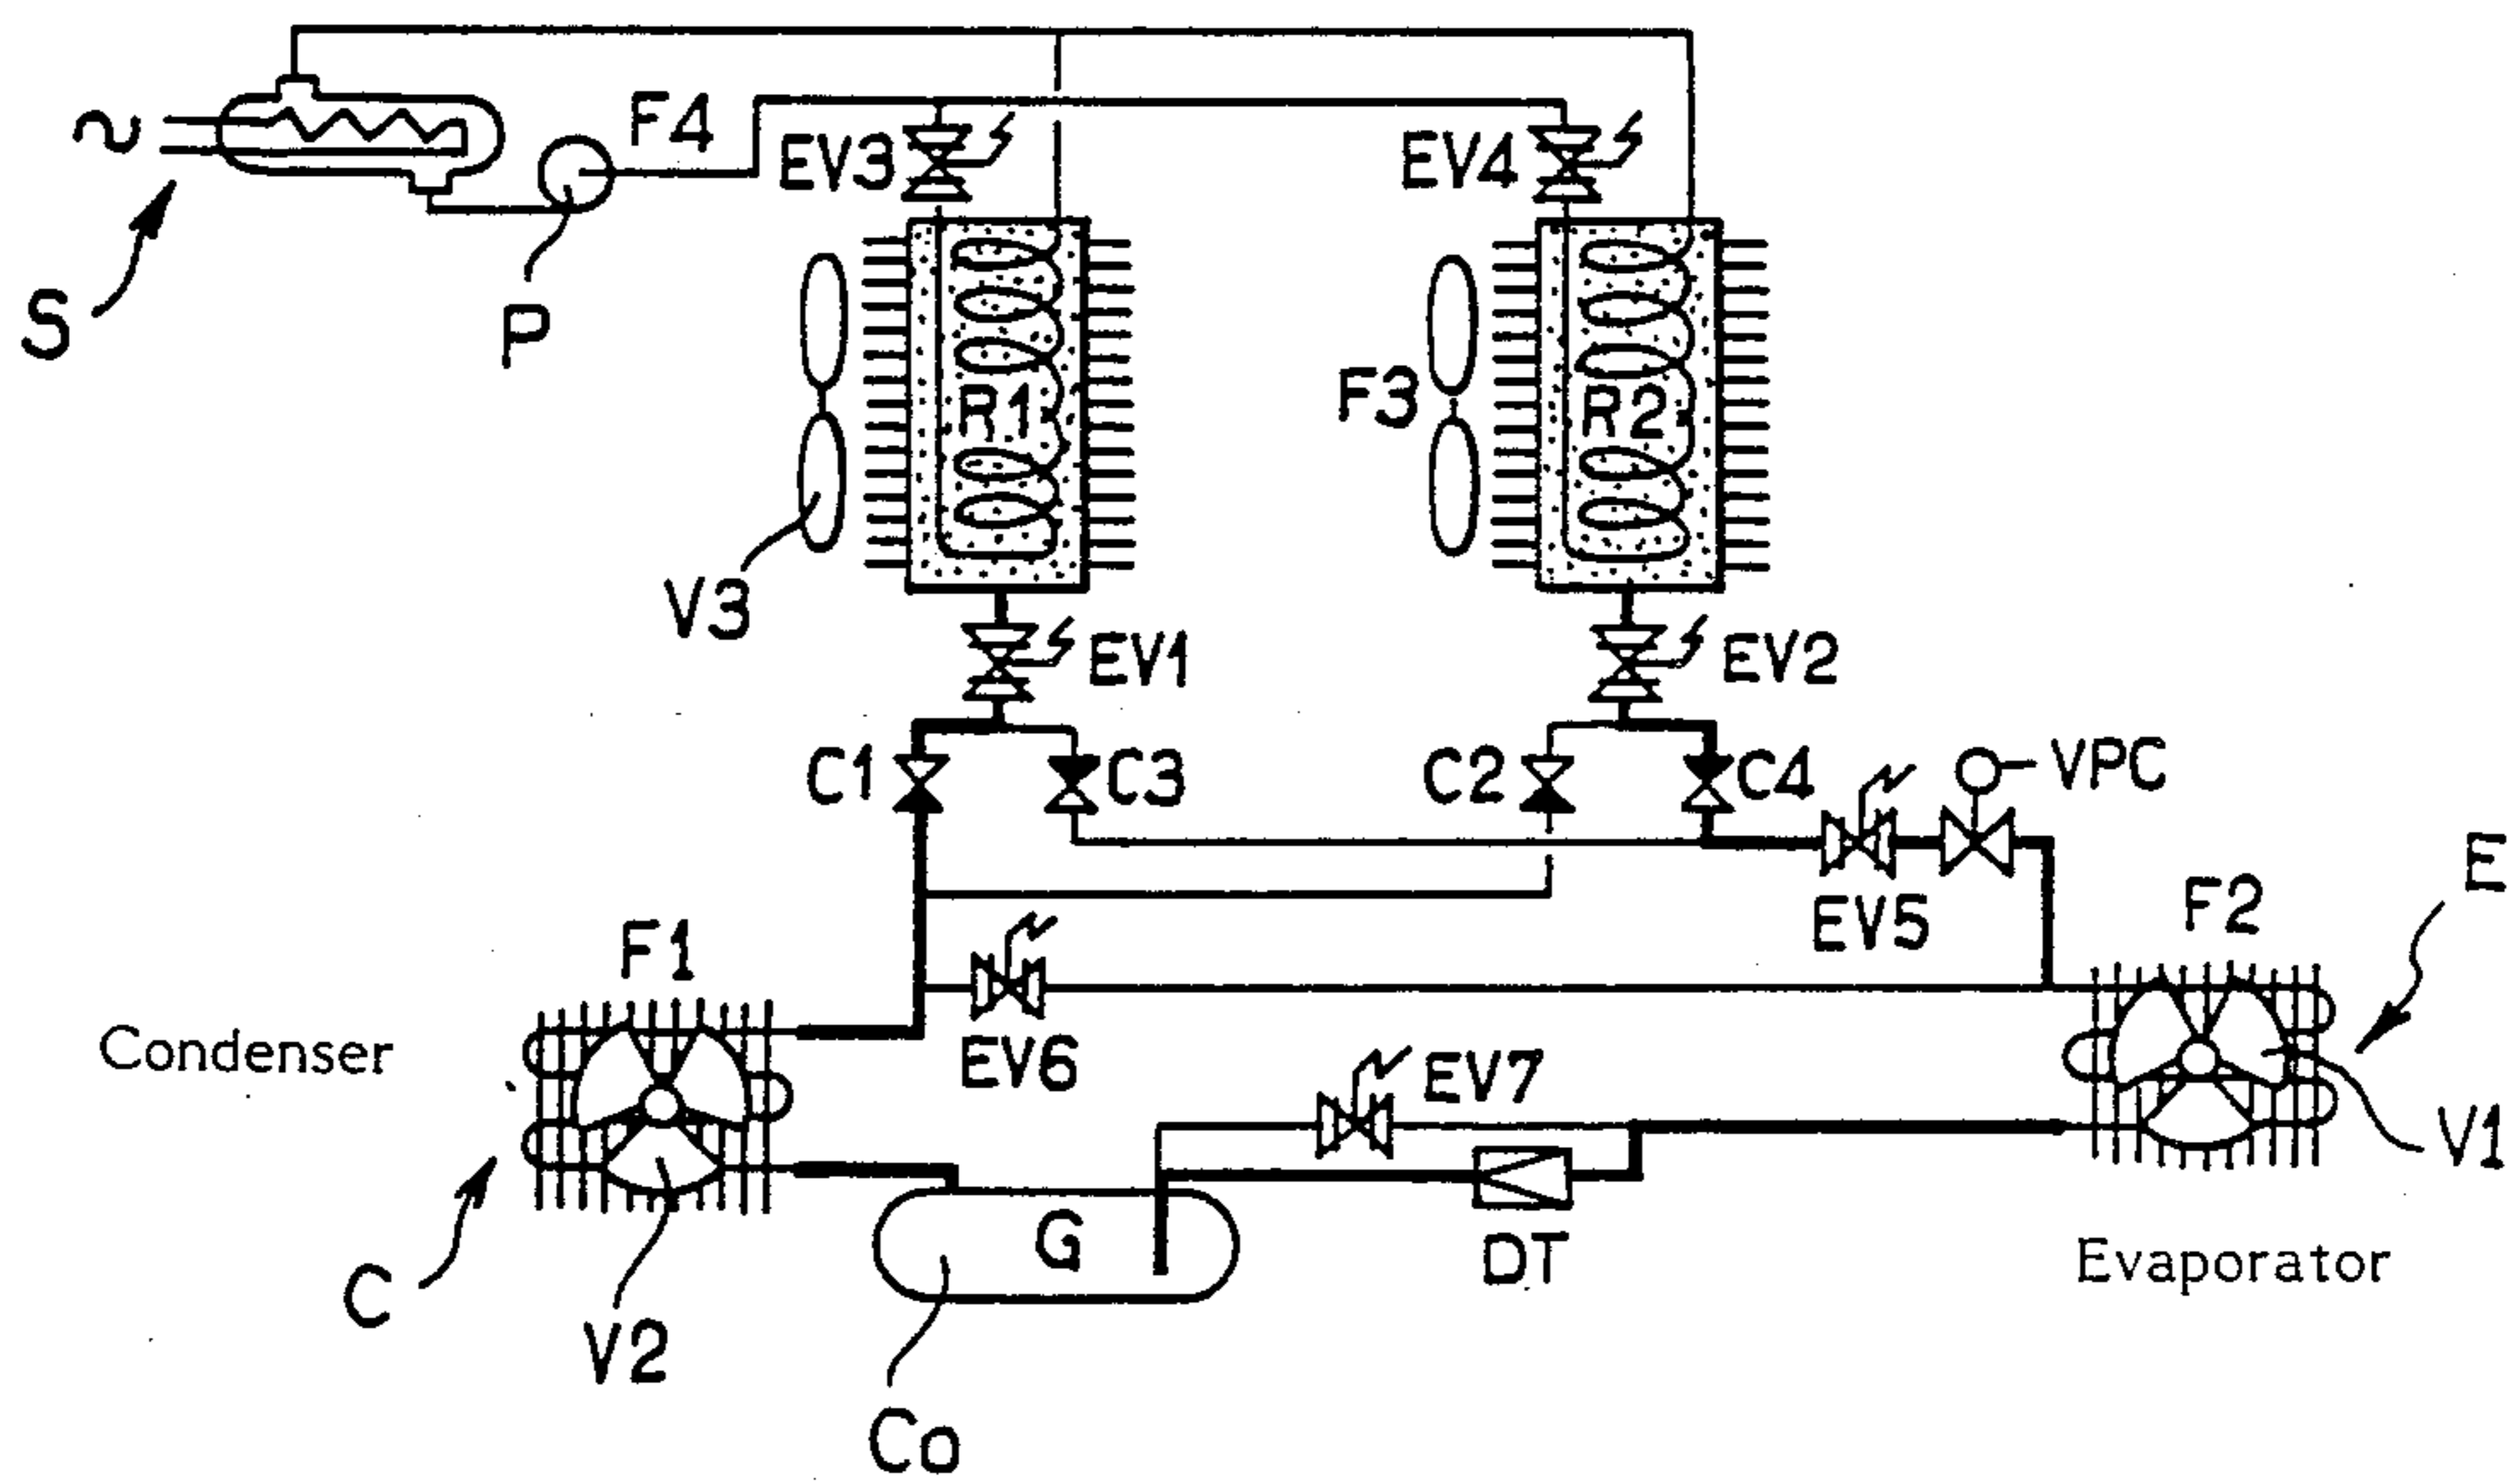 F4
EV3
EV4
S
P
R1
F3
R2
V3
EV1
EV2
C1
C3
C2
C4
VPC
EV5
E
F2
F1
Condenser
EV6
EV7
V1
G
DT
Evaporator
C
V2
Co